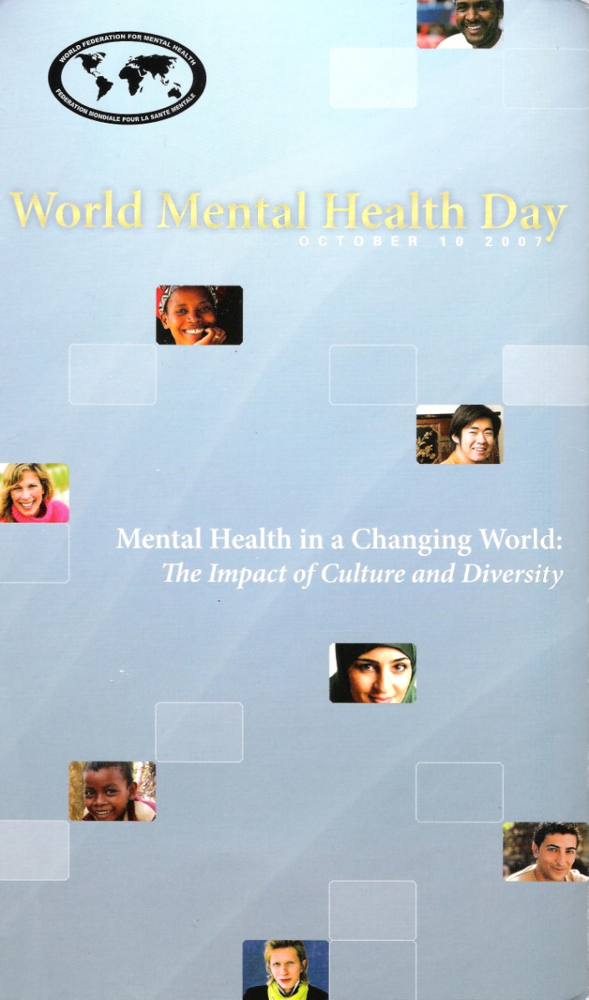 WORLD FEDERATION FOR MENTAL HEALTH
FEDERATION MONDIALE POUR LA SANTE MENTALE
World Mental Health Day
OCTOBER 10 2007
Mental Health in a Changing World:
The Impact of Culture and Diversity